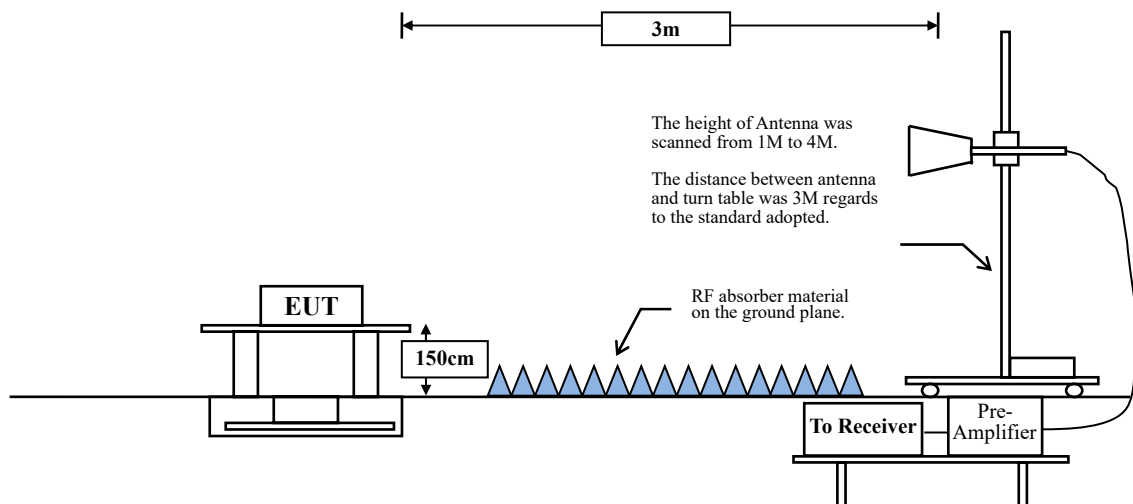 3m
The height of Antenna was
scanned from 1M to 4M.
The distance between antenna
and turn table was 3M regards
to the standard adopted.
EUT
RF absorber material
on the ground plane.
150cm
To Receiver
Pre-
Amplifier